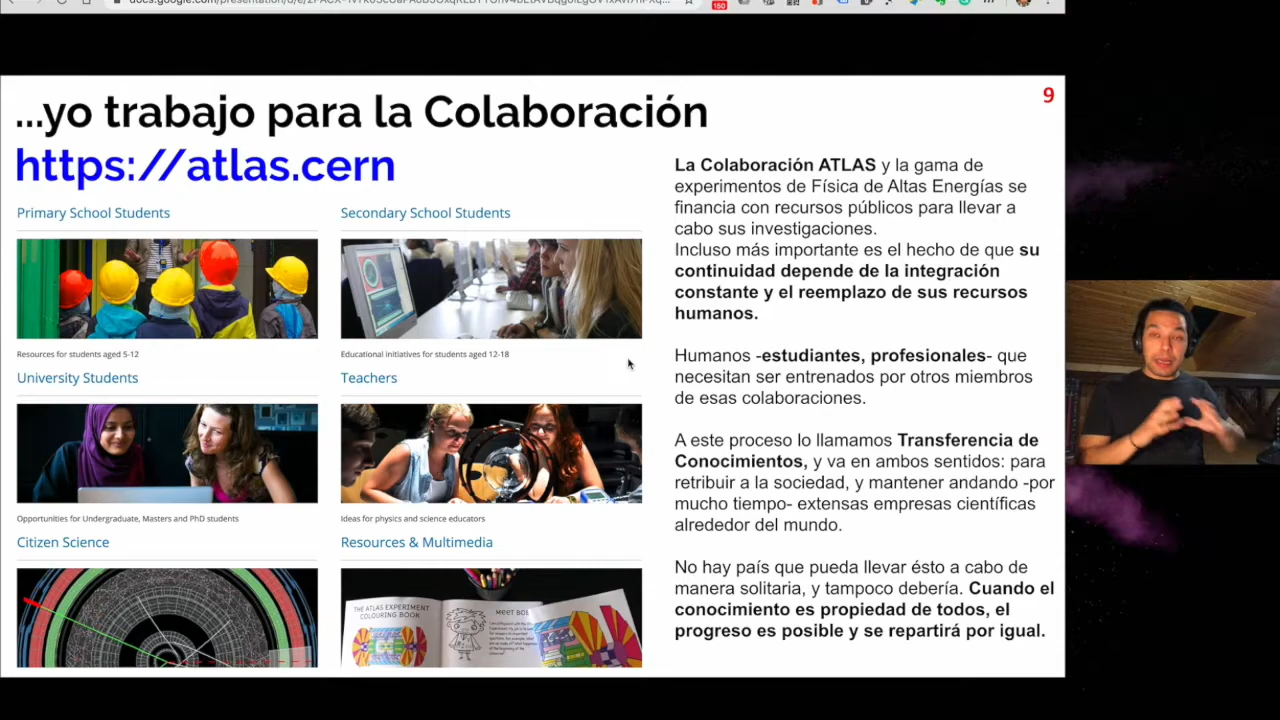 150
...yo trabajo para la Colaboración
9
https://atlas.cern
Primary School Students
Secondary School Students
Resources for students aged 5-12
Educational initiatives for students aged 12-18
University Students
Teachers
Opportunities for Undergraduate, Masters and PhD students
Ideas for physics and science educators
Citizen Science
Resources & Multimedia
THE ATLAS EXPERIMENT
COLOURING BOOK
MEET BOB
La Colaboración ATLAS y la gama de
experimentos de Física de Altas Energías se
financia con recursos públicos para llevar a
cabo sus investigaciones.
Incluso más importante es el hecho de que su
continuidad depende de la integración
constante y el reemplazo de sus recursos
humanos.
Humanos -estudiantes, profesionales- que
necesitan ser entrenados por otros miembros
de esas colaboraciones.
A este proceso lo llamamos Transferencia de
Conocimientos, y va en ambos sentidos: para
retribuir a la sociedad, y mantener andando -por
mucho tiempo- extensas empresas científicas
alrededor del mundo.
No hay país que pueda llevar ésto a cabo de
manera solitaria, y tampoco debería. Cuando el
conocimiento es propiedad de todos, el
progreso es posible y se repartirá por igual.